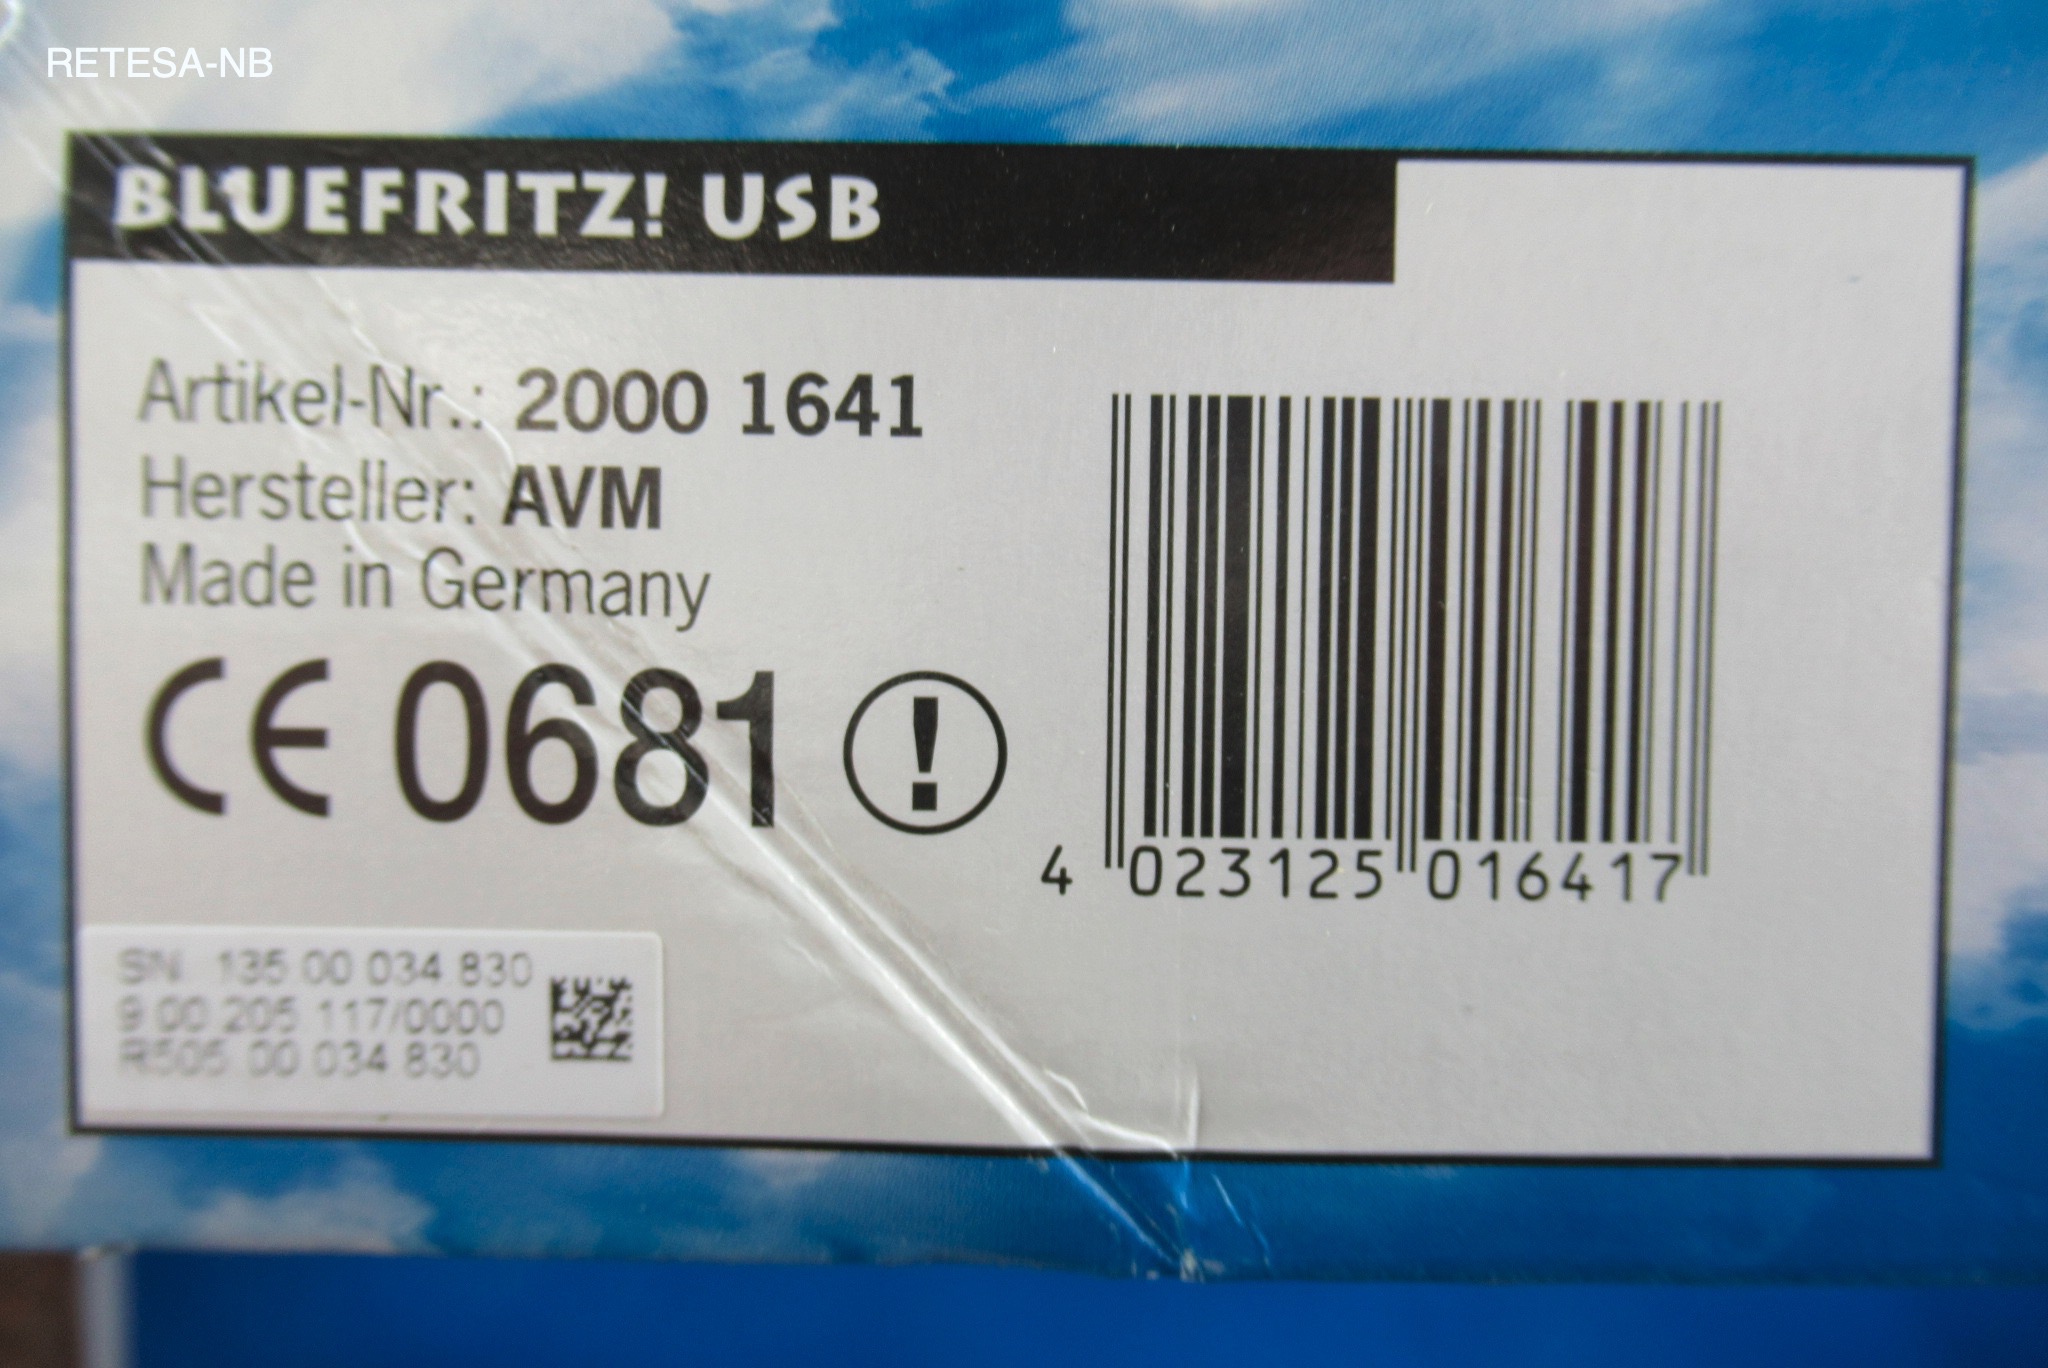 RETESA-NB
BLUEFRITZ! USB
Artikel-Nr.: 2000 1641
Hersteller: AVM
Made in Germany
CE 0681 !
4 023125 016417
SN 135 00 034 830
9 00 205 117/0000
R505 00 034 830